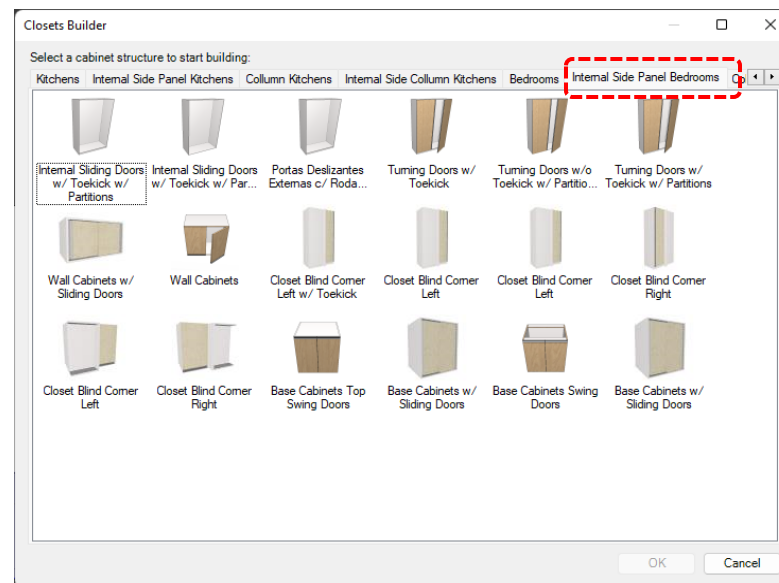 Closets Builder
Select a cabinet structure to start building:
Kitchens Internal Side Panel Kitchens Collumn Kitchens Internal Side Collumn Kitchens Bedrooms Internal Side Panel Bedrooms
Internal Sliding Doors w/ Toekick w/ Partitions
Internal Sliding Doors w/ Toekick w/ Par...
Portas Deslizantes Externas c/ Roda...
Turning Doors w/ Toekick
Turning Doors w/o Toekick w/ Partitio...
Turning Doors w/ Toekick w/ Partitions
Wall Cabinets w/ Sliding Doors
Wall Cabinets
Closet Blind Corner Left w/ Toekick
Closet Blind Corner Left
Closet Blind Corner Left
Closet Blind Corner Right
Closet Blind Corner Left
Closet Blind Corner Right
Base Cabinets Top Swing Doors
Base Cabinets w/ Sliding Doors
Base Cabinets Swing Doors
Base Cabinets w/ Sliding Doors
OK Cancel